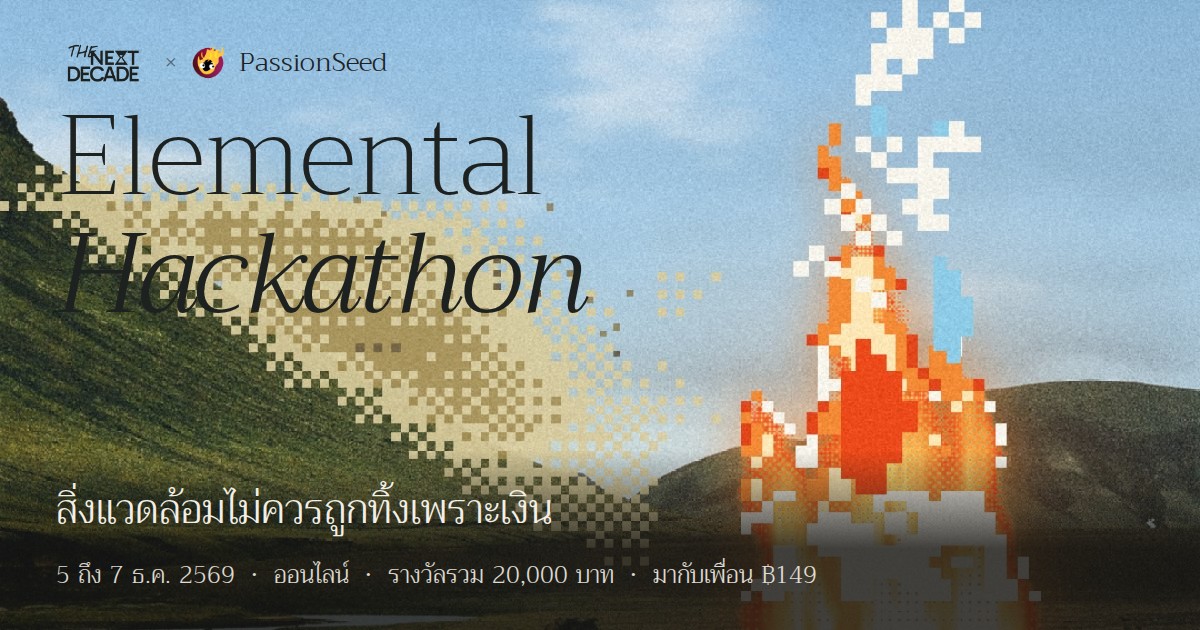 THE NEXT DECADE × PassionSeed
Elemental
Hackathon
สิ่งแวดล้อมไม่ควรถูกทิ้งเพราะเงิน
5 ถึง 7 ธ.ค. 2569 · ออนไลน์ · รางวัลรวม 20,000 บาท · มากับเพื่อน ฿149